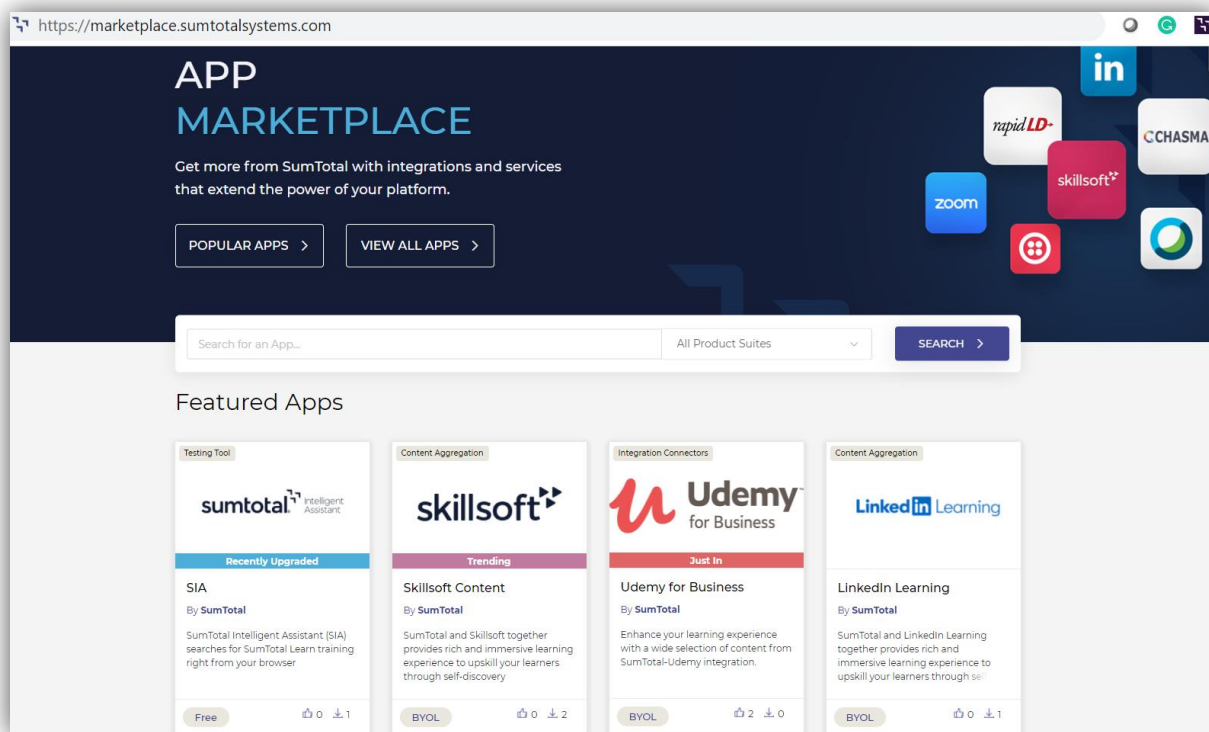 https://marketplace.sumtotalsystems.com
APP
MARKETPLACE
Get more from SumTotal with integrations and services
that extend the power of your platform.
POPULAR APPS >
VIEW ALL APPS >
in
rapid LD
CCHASMA
skillsoft
zoom
Search for an App...
All Product Suites
SEARCH >
Featured Apps
Testing Tool
sumtotal. Intelligent
Assistant
Recently Upgraded
SIA
By SumTotal
SumTotal Intelligent Assistant (SIA)
searches for SumTotal Learn training
right from your browser
Free
0 1
Content Aggregation
skillsoft
Trending
Skillsoft Content
By SumTotal
SumTotal and Skillsoft together
provides rich and immersive learning
experience to upskill your learners
through self-discovery
BYOL
0 2
Integration Connectors
Udemy
for Business
Just In
Udemy for Business
By SumTotal
Enhance your learning experience
with a wide selection of content from
SumTotal-Udemy integration.
BYOL
2 0
Content Aggregation
Linked in Learning
LinkedIn Learning
By SumTotal
SumTotal and LinkedIn Learning
together provides rich and
immersive learning experience to
upskill your learners through self
BYOL
0 1